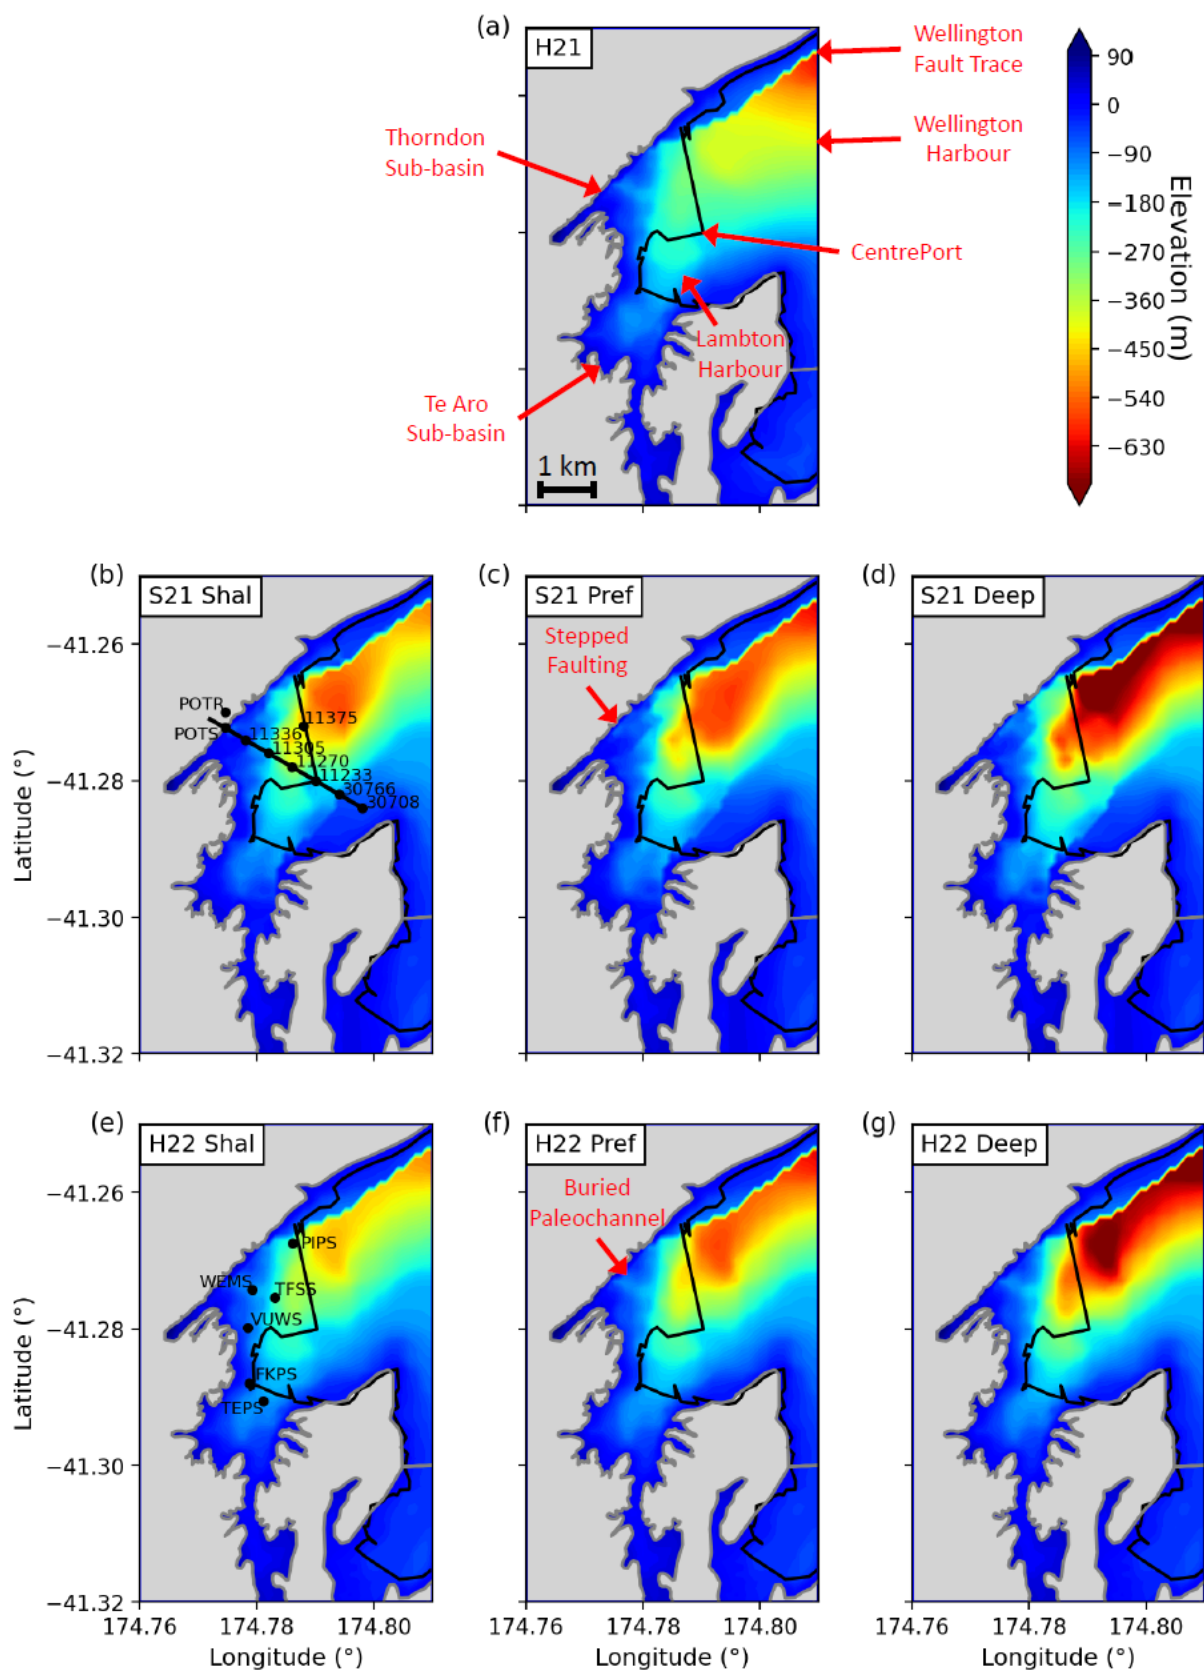 (a)
H21
Wellington
Fault Trace
Thorndon
Sub-basin
Wellington
Harbour
CentrePort
Lambton
Harbour
Te Aro
Sub-basin
1 km
90
0
−90
−180
−270
−360
−450
−540
−630
Elevation (m)
(b)
S21 Shal
(c)
S21 Pref
(d)
S21 Deep
Stepped
Faulting
POTR
POTS
11336
11305
11270
11375
11233
30766
30708
−41.26
−41.28
−41.30
−41.32
Latitude (°)
(e)
H22 Shal
(f)
H22 Pref
(g)
H22 Deep
Buried
Paleochannel
PIPS
WEMS
TFSS
VUWS
FKPS
TEPS
−41.26
−41.28
−41.30
−41.32
Latitude (°)
174.76
174.78
174.80
174.76
174.78
174.80
174.76
174.78
174.80
Longitude (°)
Longitude (°)
Longitude (°)